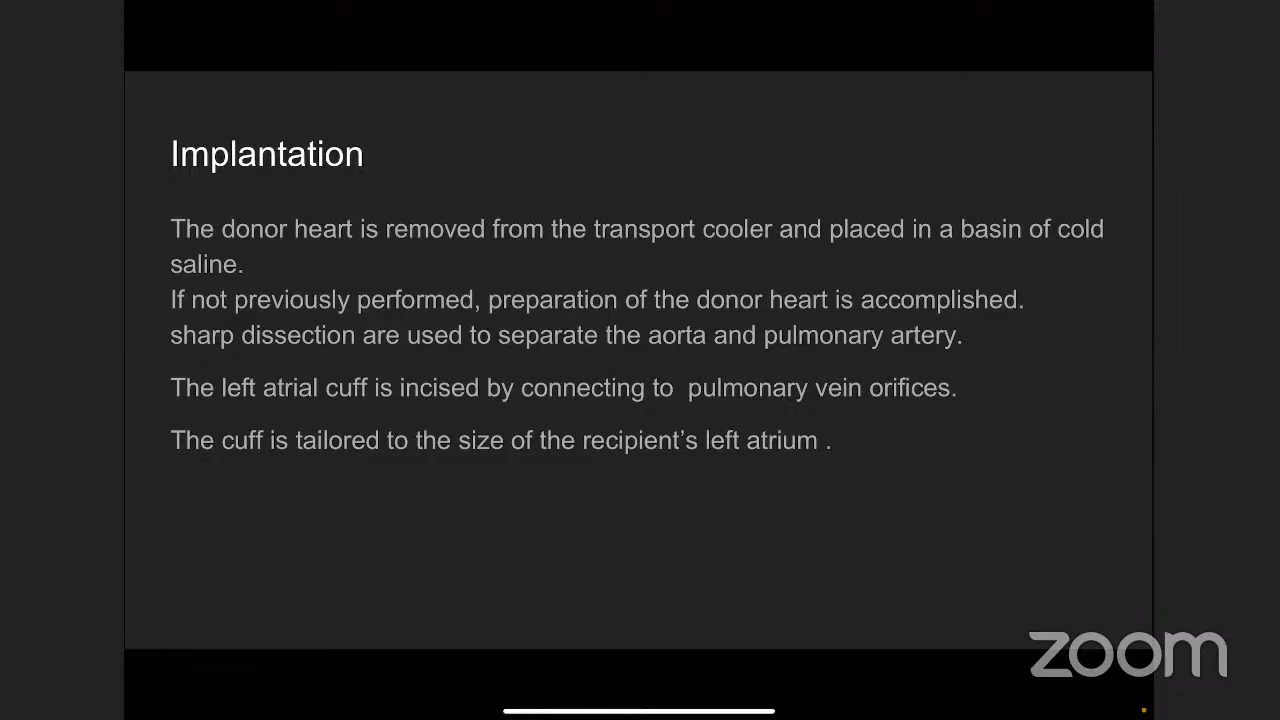 Implantation
The donor heart is removed from the transport cooler and placed in a basin of cold
saline.
If not previously performed, preparation of the donor heart is accomplished.
sharp dissection are used to separate the aorta and pulmonary artery.
The left atrial cuff is incised by connecting to  pulmonary vein orifices.
The cuff is tailored to the size of the recipient’s left atrium .
zoom